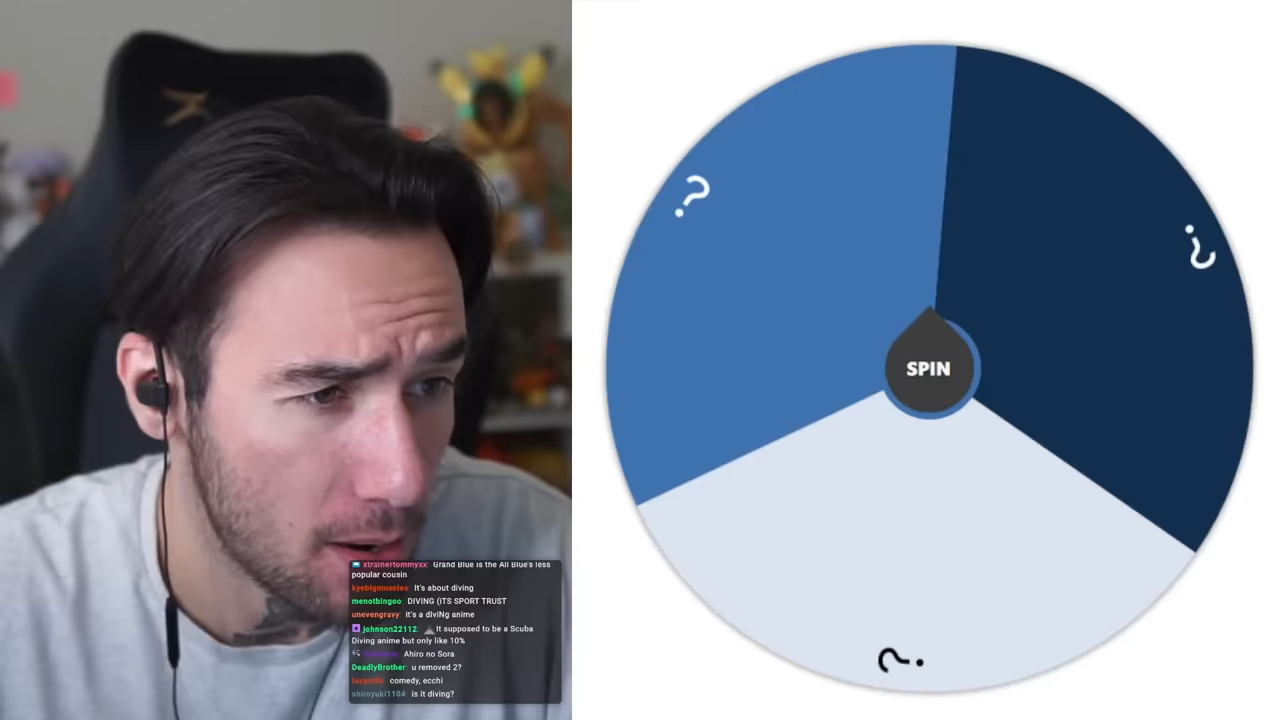 xtrainertommyxx: Grand Blue is the All Blue's less
popular cousin
kyebigmuscles: It's about diving
menotbingoo: DIVING (iTS SPORT TRUST
unevengravy: it's a diviNg anime
johnson22112: It supposed to be a Scuba
Diving anime but only like 10%
Ahiro no Sora
DeadlyBrother: u removed 2?
comedy, ecchi
shiroyuki1104: is it diving?
?
?
SPIN
?